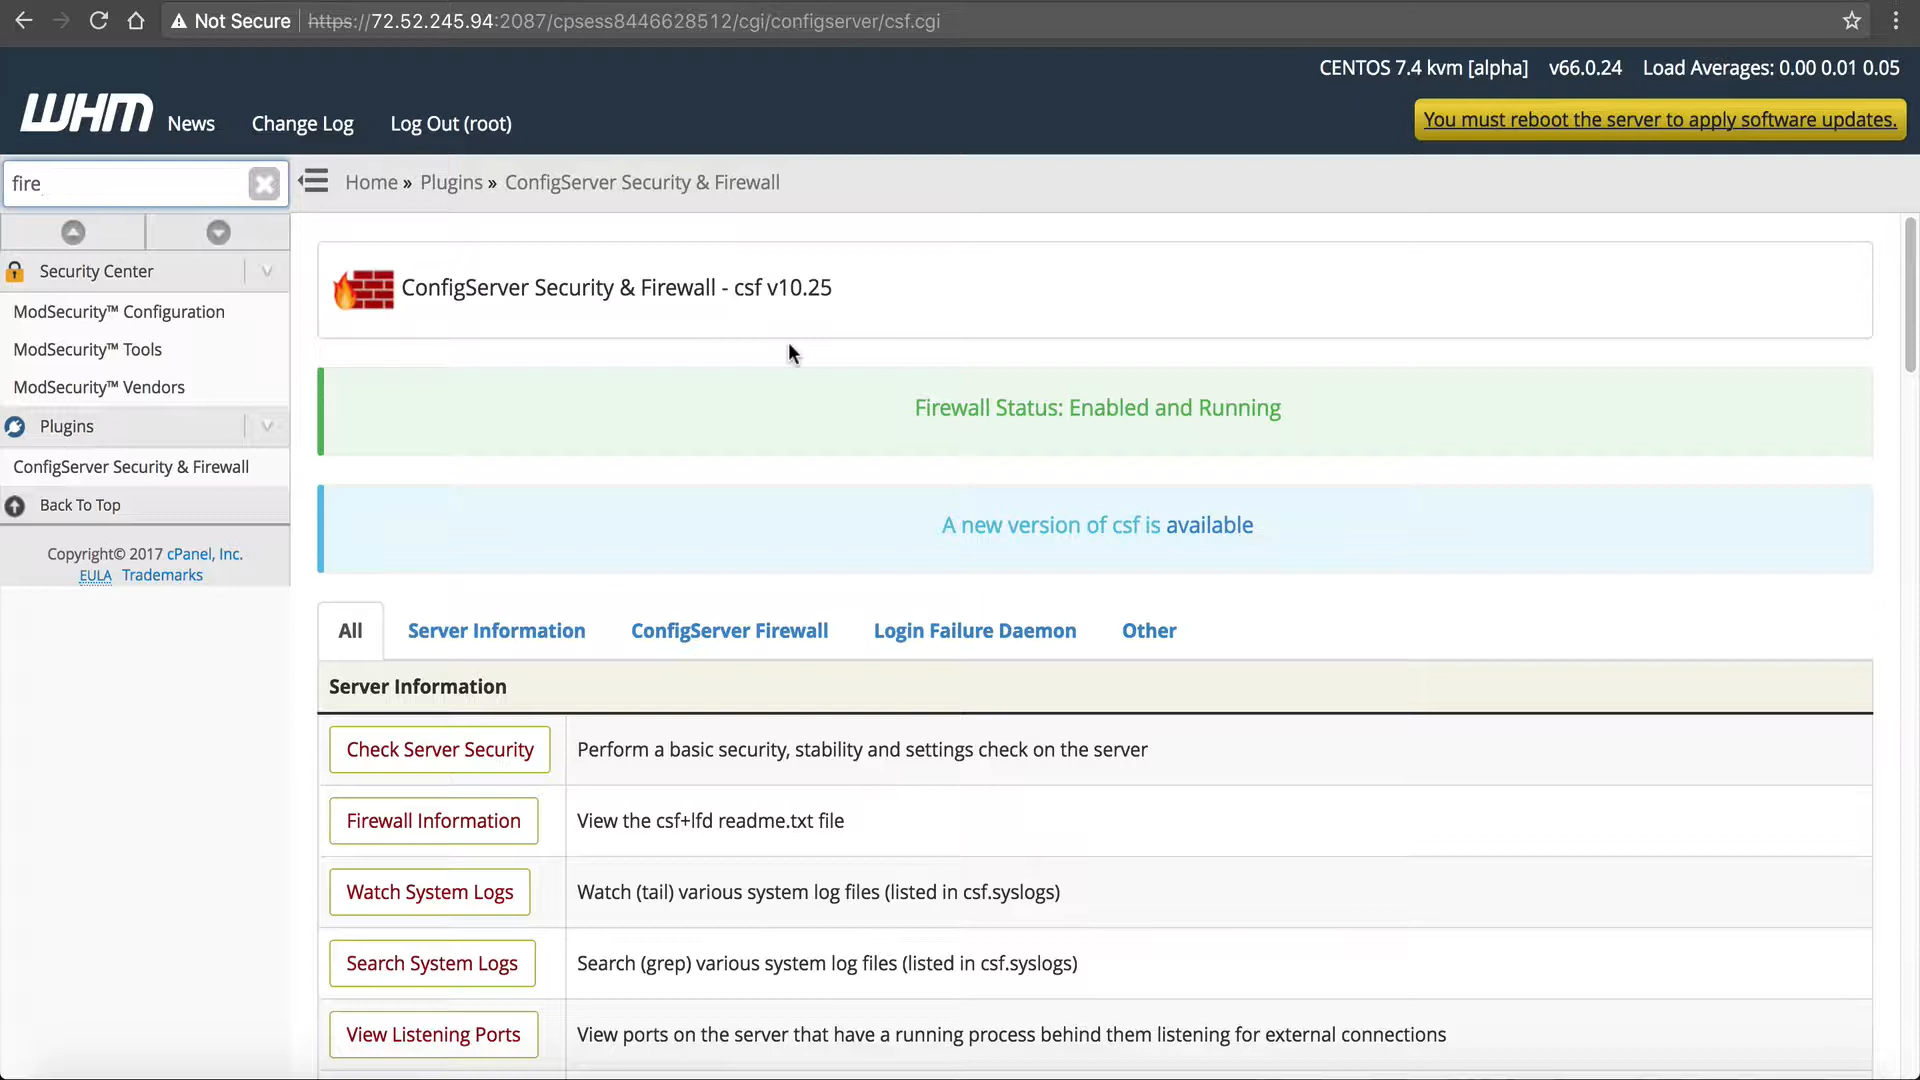 Not Secure
https://72.52.245.94:2087/cpsess8446628512/cgi/configserver/csf.cgi
CENTOS 7.4 kvm [alpha] v66.0.24 Load Averages: 0.00 0.01 0.05
WHM News Change Log Log Out (root)
You must reboot the server to apply software updates.
fire
Home » Plugins » ConfigServer Security & Firewall
Security Center
ModSecurity™ Configuration
ModSecurity™ Tools
ModSecurity™ Vendors
Plugins
ConfigServer Security & Firewall
Back To Top
Copyright© 2017 cPanel, Inc.
EULA Trademarks
ConfigServer Security & Firewall - csf v10.25
Firewall Status: Enabled and Running
A new version of csf is available
All Server Information ConfigServer Firewall Login Failure Daemon Other
Server Information
Check Server Security Perform a basic security, stability and settings check on the server
Firewall Information View the csf+lfd readme.txt file
Watch System Logs Watch (tail) various system log files (listed in csf.syslogs)
Search System Logs Search (grep) various system log files (listed in csf.syslogs)
View Listening Ports View ports on the server that have a running process behind them listening for external connections